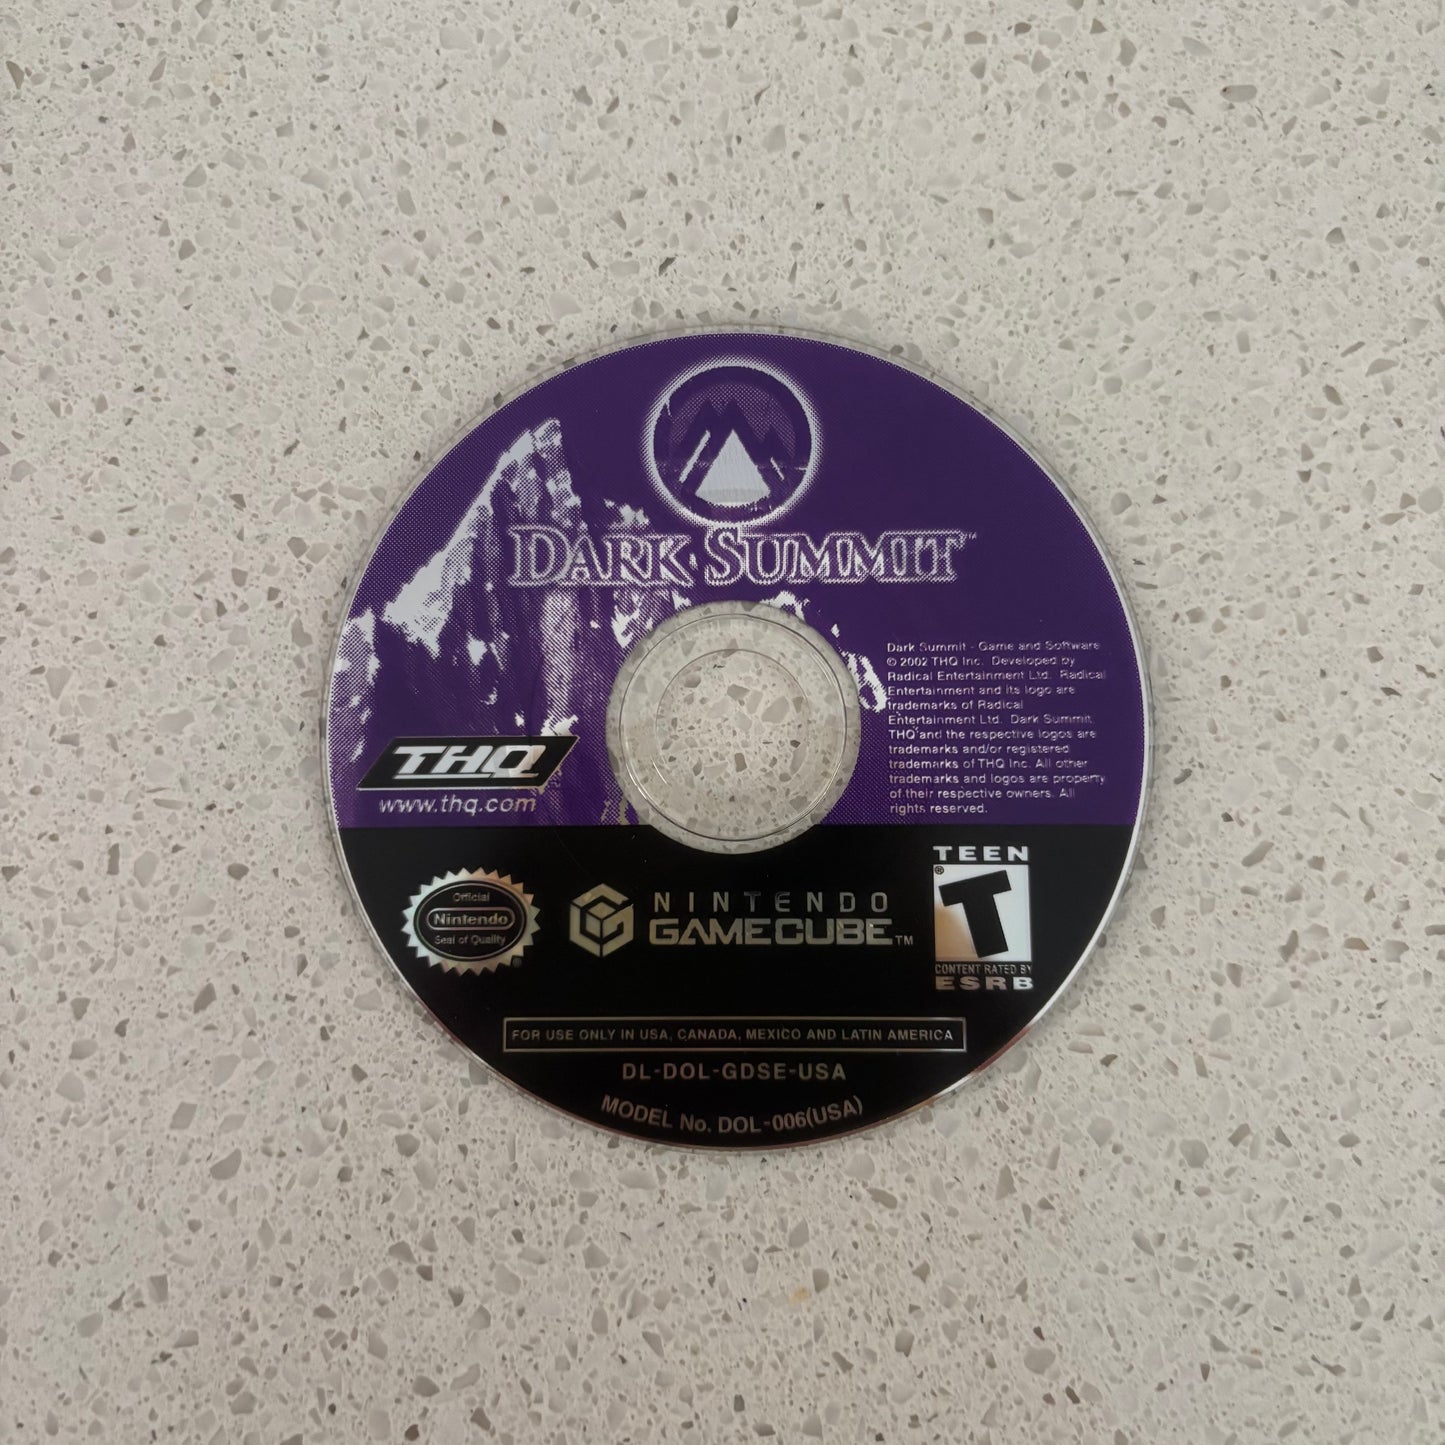 DARK SUMMIT™
Dark Summit - Game and Software
© 2002 THQ Inc. Developed by
Radical Entertainment Ltd. Radical
Entertainment and its logo are
trademarks of Radical
Entertainment Ltd. Dark Summit,
THQ and the respective logos are
trademarks and/or registered
trademarks of THQ Inc. All other
trademarks and logos are property
of their respective owners. All
rights reserved.
THQ
www.thq.com
Official
Nintendo
Seal of Quality
®
NINTENDO
GAMECUBE™
TEEN
®
T
CONTENT RATED BY
ESRB
FOR USE ONLY IN USA, CANADA, MEXICO AND LATIN AMERICA
DL-DOL-GDSE-USA
MODEL No. DOL-006(USA)